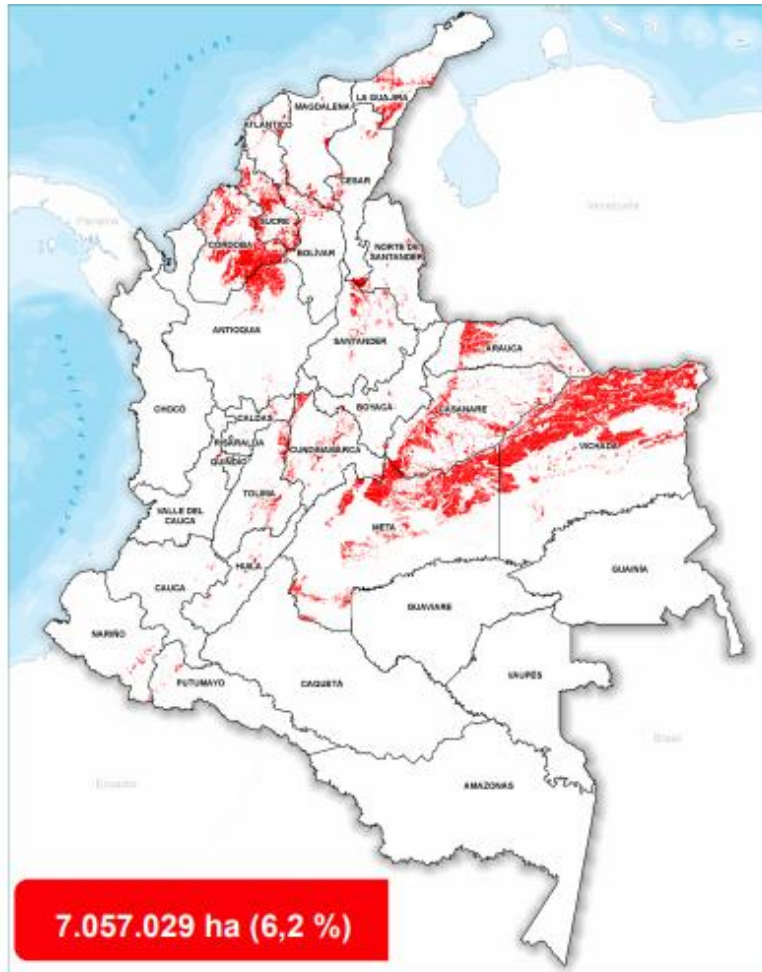 MAGDALENA
LA GUAJIRA
ATLANTICO
CESAR
Panamá
Venezuela
SUCRE
CÓRDOBA
BOLÍVAR
NORTE DE
SANTANDER
ANTIOQUIA
SANTANDER
ARAUCA
CHOCÓ
BOYACÁ
CASANARE
CALDAS
RISARALDA
CUNDINAMARCA
VICHADA
QUINDÍO
TOLIMA
VALLE DEL
CAUCA
META
HUILA
GUAINÍA
CAUCA
GUAVIARE
NARIÑO
PUTUMAYO
CAQUETÁ
VAUPÉS
Brasil
Ecuador
AMAZONAS
7.057.029 ha (6,2 %)